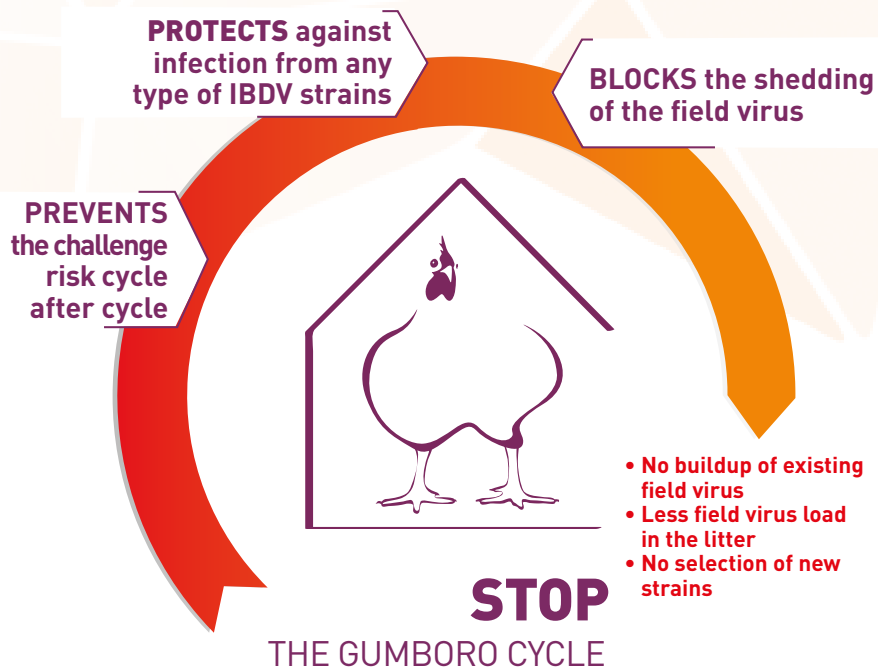 PROTECTS against
infection from any
type of IBDV strains
BLOCKS the shedding
of the field virus
PREVENTS
the challenge
risk cycle
after cycle
• No buildup of existing
field virus
• Less field virus load
in the litter
• No selection of new
strains
STOP
THE GUMBORO CYCLE